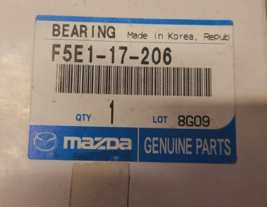 BEARING Made in Korea, Repub
F5E1-17-206
QTY 1 LOT 8G09
mazda GENUINE PARTS